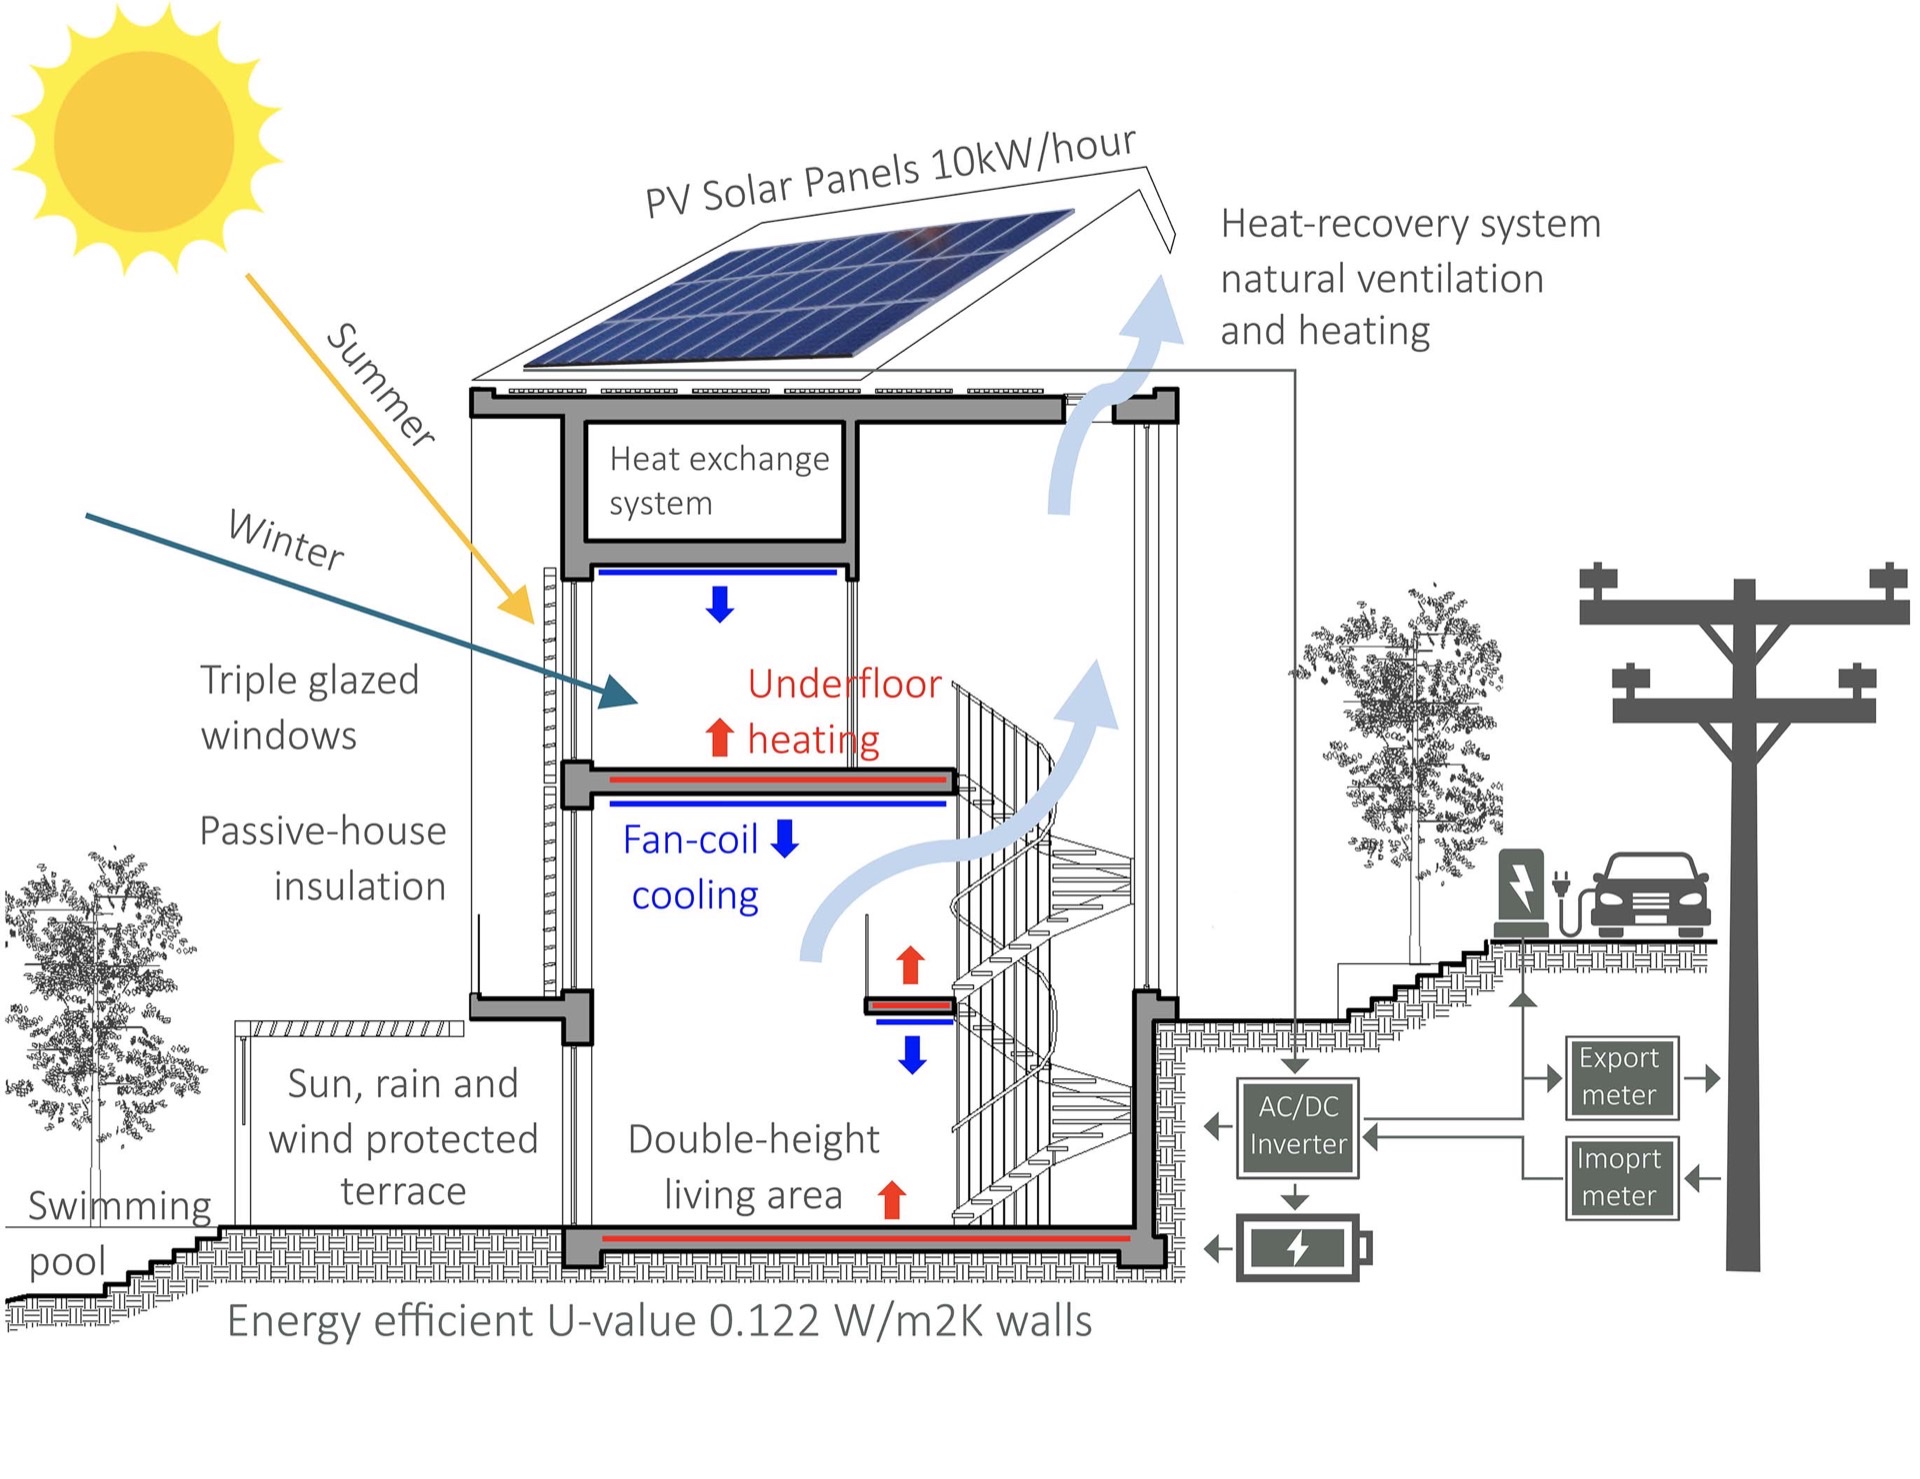 PV Solar Panels 10kW/hour
Heat-recovery system
natural ventilation
and heating
Summer
Heat exchange
system
Winter
Triple glazed
windows
Underfloor
heating
Passive-house
insulation
Fan-coil
cooling
Sun, rain and
wind protected
terrace
Double-height
living area
Swimming
pool
AC/DC
Inverter
Export
meter
Imoprt
meter
Energy efficient U-value 0.122 W/m2K walls